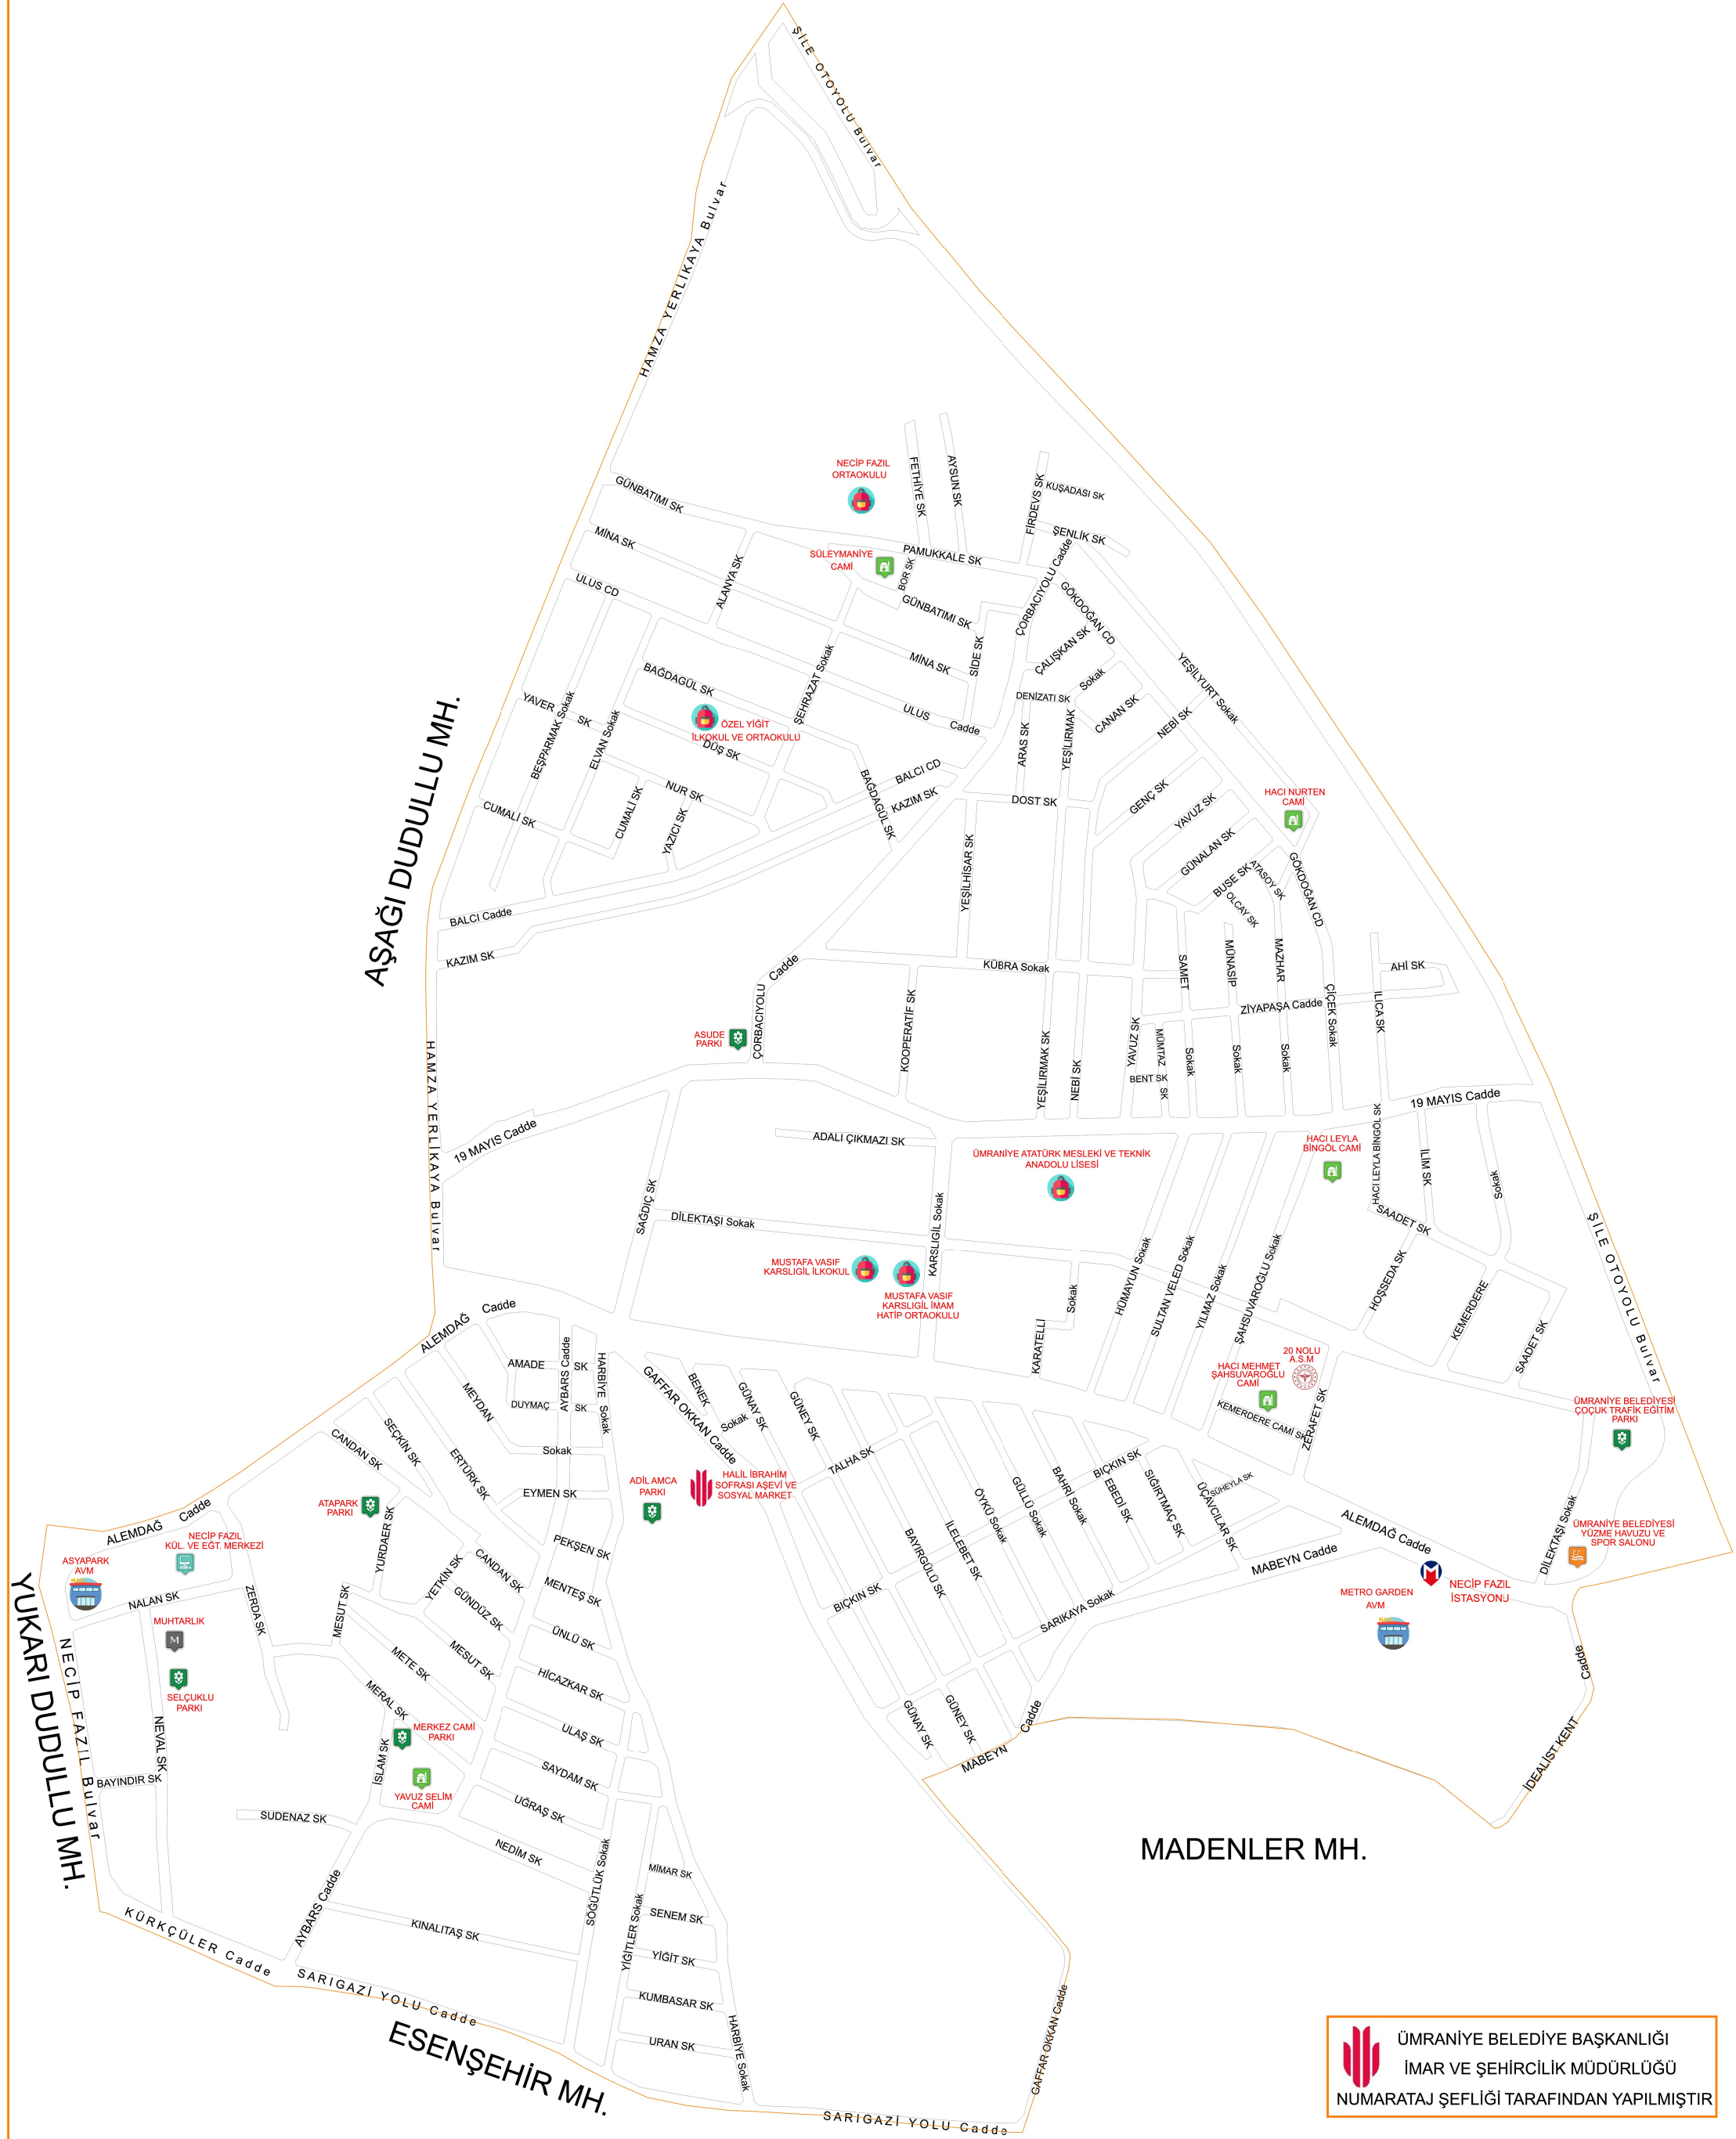 ŞİLE OTOYOLU Bulvar
HAMZA YERLİKAYA Bulvar
NECİP FAZIL
ORTAOKULU
FETHİYE SK
AYSUN SK
FİRDEVS SK
KUŞADASI SK
ŞENLİK SK
GÜNBATIMI SK
MİNA SK
ULUS CD
ALANYA SK
SÜLEYMANİYE
CAMİ
PAMUKKALE SK
BOR SK
GÜNBATIMI SK
ÇORBACIYOLU Cadde
GÖKDOĞAN CD
ÇALIŞKAN SK
SİDE SK
MİNA SK
ŞEHRAZAT Sokak
BAĞDAGÜL SK
YEŞİLYURT Sokak
DENİZATI SK
Sokak
CANAN SK
NEBİ SK
YAVER SK
BEŞPARMAK Sokak
ELVAN Sokak
ÖZEL YİĞİT
İLKOKUL VE ORTAOKULU
DÜŞ SK
ULUS Cadde
ARAS SK
YEŞİLIRMAK
BALCI CD
KAZIM SK
BAĞDAGÜL SK
DOST SK
GENÇ SK
YAVUZ SK
HACI NURTEN
CAMİ
NUR SK
CUMALİ SK
CUMALİ SK
YAZICI SK
GÜNALAN SK
BUSE SK
ATASOY SK
OLCAY SK
GÖKDOĞAN CD
YEŞİLHİSAR SK
AŞAĞI DUDULLU MH.
BALCI Cadde
KAZIM SK
ÇORBACIYOLU Cadde
KÜBRA Sokak
SAMET
MÜNASİP
MAZHAR
ÇİÇEK Sokak
ILICA SK
AHİ SK
ZİYAPAŞA Cadde
ASUDE
PARKI
KOOPERATİF SK
YEŞİLIRMAK SK
NEBİ SK
YAVUZ SK
MÜMTAZ SK
BENT SK
Sokak
Sokak
Sokak
HAMZA YERLİKAYA Bulvar
19 MAYIS Cadde
19 MAYIS Cadde
ADALI ÇIKMAZI SK
ÜMRANİYE ATATÜRK MESLEKİ VE TEKNİK
ANADOLU LİSESİ
HACI LEYLA
BİNGÖL CAMİ
HACI LEYLA BİNGÖL SK
İLİM SK
Sokak
SAADET SK
SAĞDIÇ SK
DİLEKTAŞI Sokak
KARSLIGİL Sokak
MUSTAFA VASIF
KARSLIGİL İLKOKUL
MUSTAFA VASIF
KARSLIGİL İMAM
HATİP ORTAOKULU
KARATELLİ
Sokak
HÜMAYUN Sokak
SULTAN VELED Sokak
YILMAZ Sokak
ŞAHSUVAROĞLU Sokak
HOŞSEDA SK
KEMERDERE
SAADET SK
ŞİLE OTOYOLU Bulvar
ALEMDAĞ Cadde
AMADE SK
AYBARS Cadde
HARBİYE Sokak
MEYDAN
DUYMAÇ SK
Sokak
GAFFAR OKKAN Cadde
BENEK
Sokak
GÜNAY SK
GÜNEY SK
HACI MEHMET
ŞAHSUVAROĞLU
CAMİ
20 NOLU
A.S.M
KEMERDERE CAMİ SK
ZERAFET SK
ÜMRANİYE BELEDİYESİ
ÇOÇUK TRAFİK EĞİTİM
PARKI
SEÇKİN SK
CANDAN SK
ERTÜRK SK
EYMEN SK
ADİL AMCA
PARKI
HALİL İBRAHİM
SOFRASI AŞEVİ VE
SOSYAL MARKET
TALHA SK
ÖYKÜ Sokak
GÜLLÜ Sokak
BAHRİ Sokak
BIÇKIN SK
EBEDİ SK
SIĞIRTMAÇ SK
ÜÇAVCILAR SK
SÜHEYLA SK
ALEMDAĞ Cadde
DİLEKTAŞI Sokak
ÜMRANİYE BELEDİYESİ
YÜZME HAVUZU VE
SPOR SALONU
ATAPARK
PARKI
YURDAER SK
ALEMDAĞ Cadde
NECİP FAZIL
KÜL. VE EĞT. MERKEZİ
ASYAPARK
AVM
PEKŞEN SK
MENTEŞ SK
CANDAN SK
YETKİN SK
GÜNDÜZ SK
BAYIRGÜLÜ SK
İLELEBET SK
BIÇKIN SK
SARIKAYA Sokak
MABEYN Cadde
M
NECİP FAZIL
İSTASYONU
METRO GARDEN
AVM
NALAN SK
ZERDA SK
MESUT SK
MUHTARLIK
M
METE SK
MESUT SK
ÜNLÜ SK
HİCAZKAR SK
MERAL SK
SELÇUKLU
PARKI
NEVAL SK
MERKEZ CAMİ
PARKI
İSLAM SK
ULAŞ SK
GÜNAY SK
GÜNEY SK
MABEYN Cadde
İDEALİST KENT Cadde
NECİP FAZIL Bulvar
YUKARI DUDULLU MH.
BAYINDIR SK
YAVUZ SELİM
CAMİ
SAYDAM SK
UĞRAŞ SK
SUDENAZ SK
NEDİM SK
SÖĞÜTLÜK Sokak
MİMAR SK
MADENLER MH.
KÜRKÇÜLER Cadde
AYBARS Cadde
KINALITAŞ SK
YİĞİTLER Sokak
SENEM SK
YİĞİT SK
KUMBASAR SK
URAN SK
HARBİYE Sokak
SARIGAZİ YOLU Cadde
ESENŞEHİR MH.
GAFFAR OKKAN Cadde
SARIGAZİ YOLU Cadde
ÜMRANİYE BELEDİYE BAŞKANLIĞI
İMAR VE ŞEHİRCİLİK MÜDÜRLÜĞÜ
NUMARATAJ ŞEFLİĞİ TARAFINDAN YAPILMIŞTIR